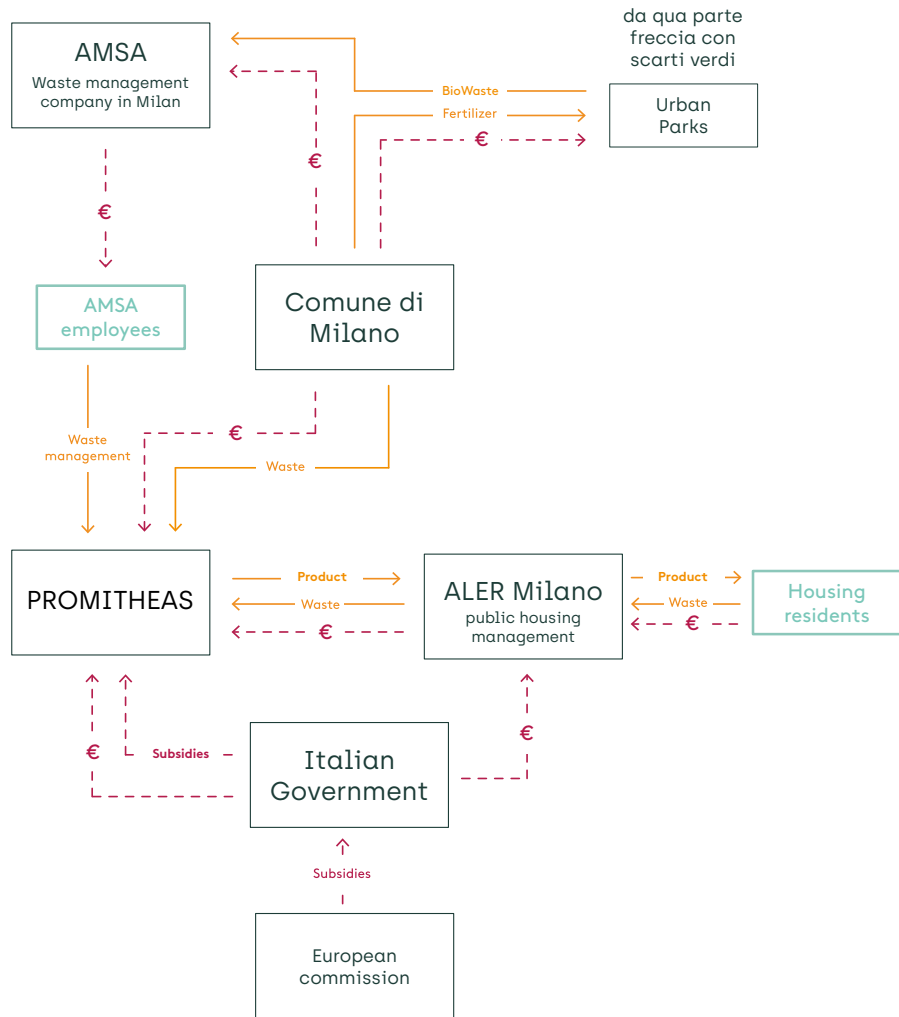 da qua parte
freccia con
scarti verdi
AMSA
Waste management
company in Milan
BioWaste
Fertilizer
Urban
Parks
€
€
€
AMSA
employees
Comune di
Milano
€
Waste
management
Waste
PROMITHEAS
Product
Waste
€
ALER Milano
public housing
management
Product
Waste
€
Housing
residents
€
Subsidies
Italian
Government
€
Subsidies
European
commission